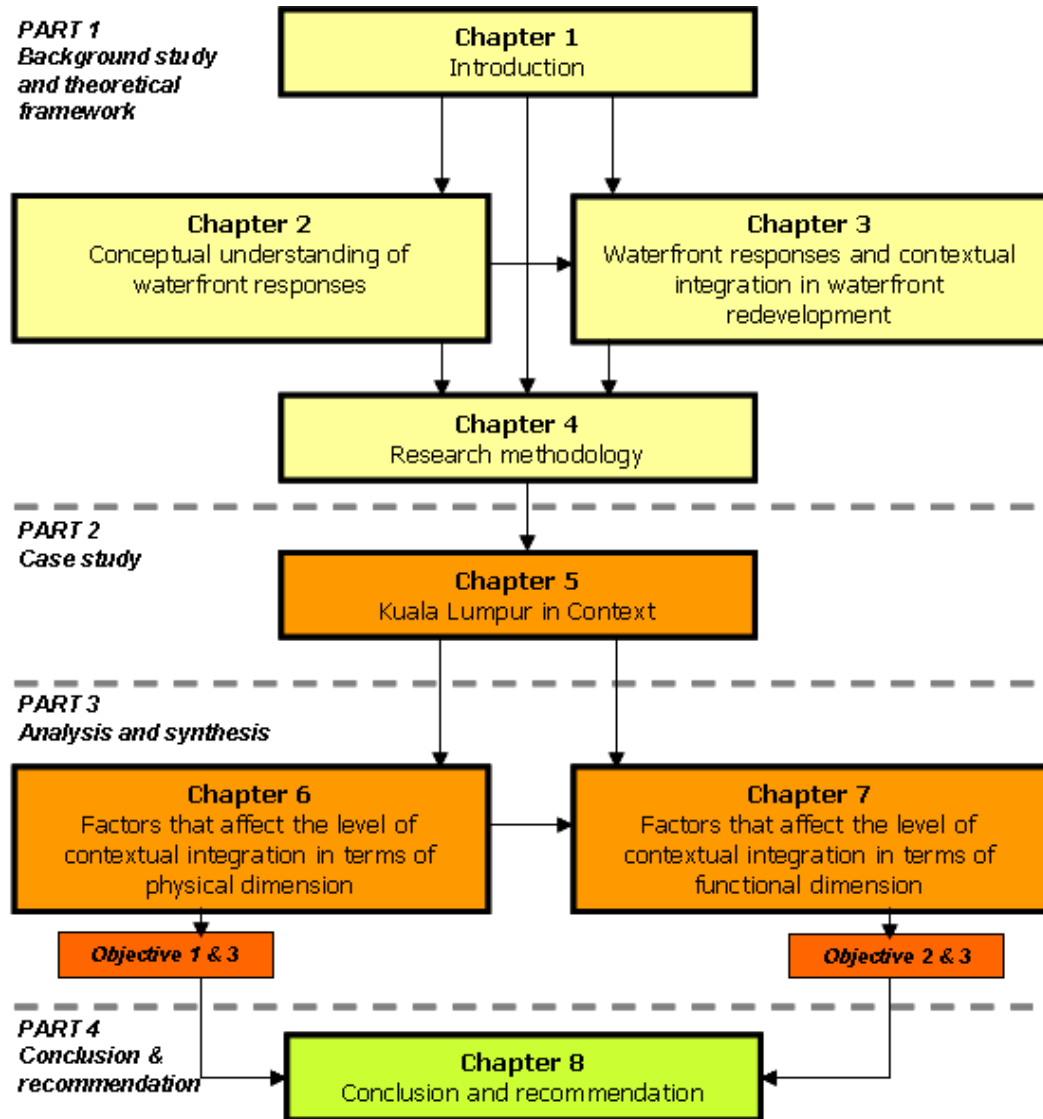 PART 1
Background study
and theoretical
framework
Chapter 1
Introduction
Chapter 2
Conceptual understanding of
waterfront responses
Chapter 3
Waterfront responses and contextual
integration in waterfront
redevelopment
Chapter 4
Research methodology
PART 2
Case study
Chapter 5
Kuala Lumpur in Context
PART 3
Analysis and synthesis
Chapter 6
Factors that affect the level of
contextual integration in terms of
physical dimension
Chapter 7
Factors that affect the level of
contextual integration in terms of
functional dimension
Objective 1 & 3
Objective 2 & 3
PART 4
Conclusion &
recommendation
Chapter 8
Conclusion and recommendation